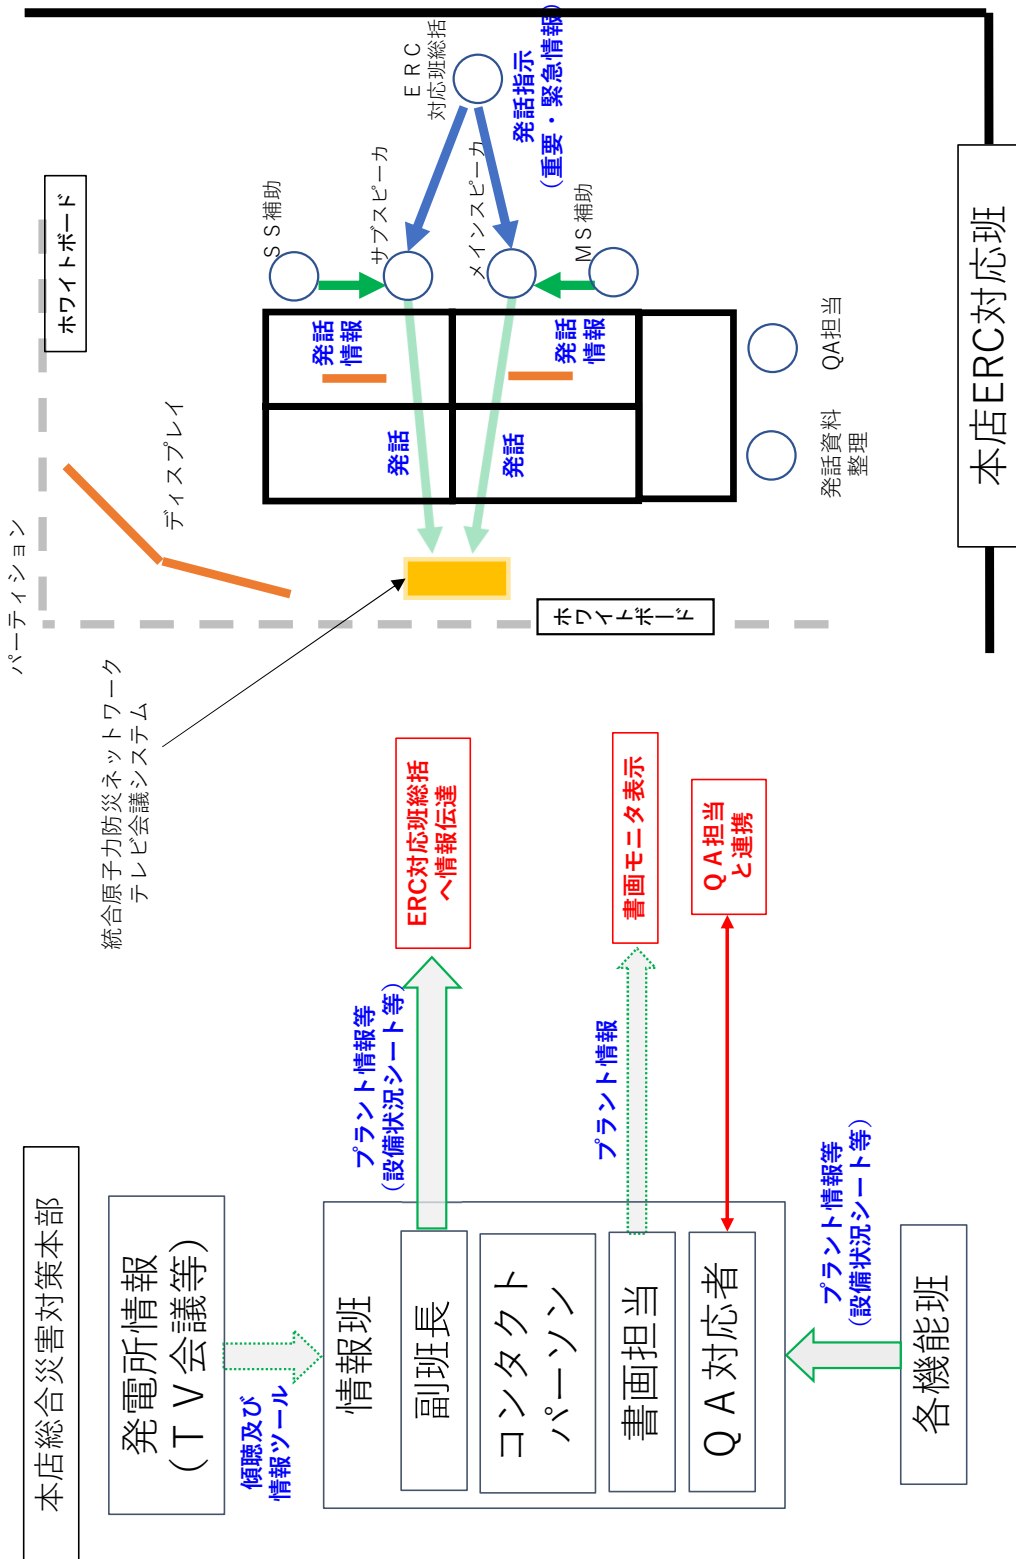 本店総合災害対策本部
発電所情報
（ＴＶ会議等）
傾聴及び
情報ツール
情報班
副班長
コンタクト
パーソン
書画担当
ＱＡ対応者
各機能班
プラント情報等
（設備状況シート等）
プラント情報等
（設備状況シート等）
プラント情報
ERC対応班総括
へ情報伝達
書画モニタ表示
ＱＡ担当
と連携
統合原子力防災ネットワーク
テレビ会議システム
パーティション
ディスプレイ
ホワイトボード
ホワイトボード
発話
発話
発話
情報
発話
情報
ＳＳ補助
サブスピーカ
メインスピーカ
MS補助
ＥＲＣ
対応班総括
発話指示
（重要・緊急情報）
発話資料
整理
QA担当
本店ERC対応班